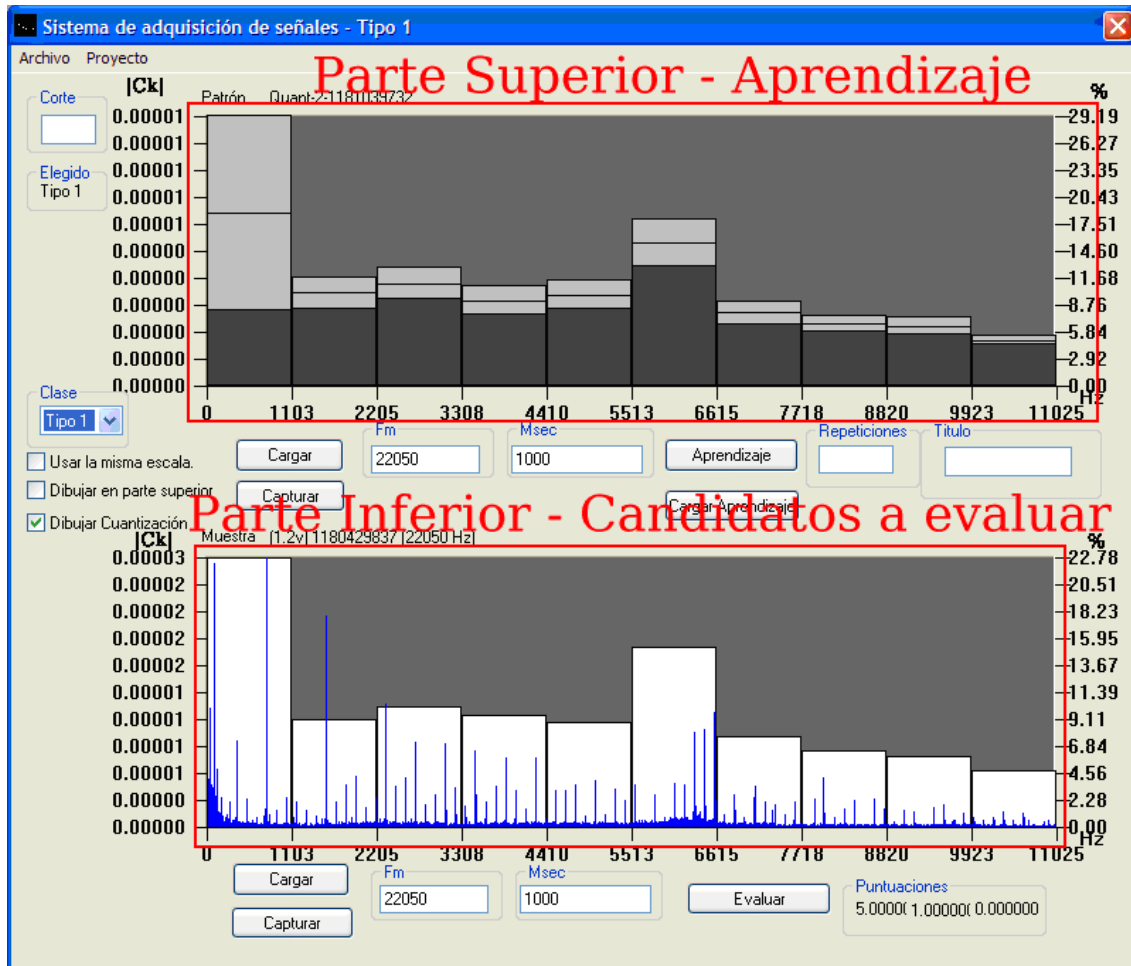 Sistema de adquisición de señales - Tipo 1
Archivo Proyecto
Parte Superior - Aprendizaje
|Ck|
Patrón Quant-2-1181039732
%
Corte
Elegido
Tipo 1
0.00001 29.19
0.00001 26.27
0.00001 23.35
0.00001 20.43
0.00001 17.51
0.00000 14.60
0.00000 11.68
0.00000 8.76
0.00000 5.84
0.00000 2.92
0.00000 0.00
Hz
0 1103 2205 3308 4410 5513 6615 7718 8820 9923 11025
Clase
Tipo 1
Usar la misma escala.
Dibujar en parte superior
Dibujar Cuantización
Cargar
Capturar
Fm
22050
Msec
1000
Aprendizaje
Cargar Aprendizaje
Repeticiones
Titulo
Parte Inferior - Candidatos a evaluar
|Ck|
Muestra (1.2v) 1180429837 (22050 Hz)
%
0.00003 22.78
0.00002 20.51
0.00002 18.23
0.00002 15.95
0.00002 13.67
0.00001 11.39
0.00001 9.11
0.00001 6.84
0.00001 4.56
0.00000 2.28
0.00000 0.00
Hz
0 1103 2205 3308 4410 5513 6615 7718 8820 9923 11025
Cargar
Capturar
Fm
22050
Msec
1000
Evaluar
Puntuaciones
5.0000( 1.00000( 0.000000